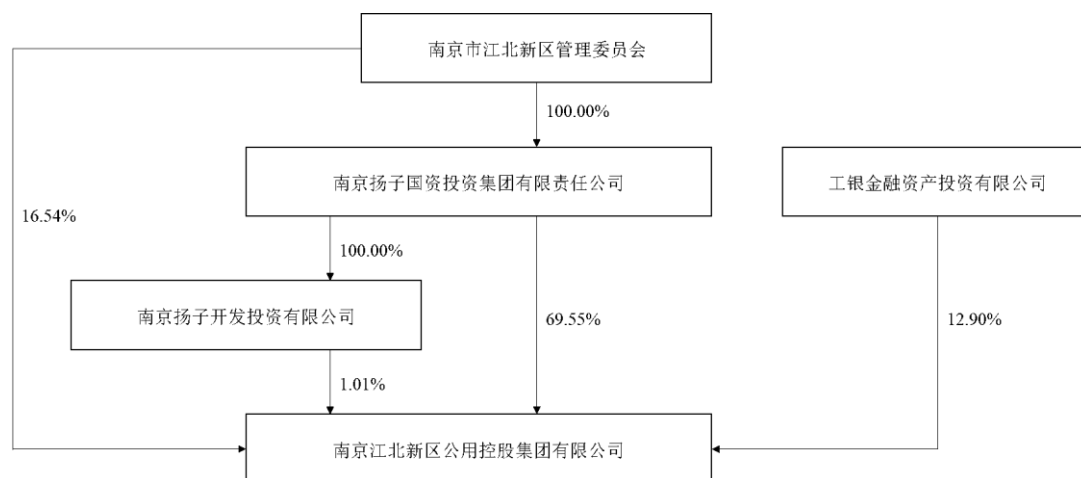 南京市江北新区管理委员会
100.00%
南京扬子国资投资集团有限责任公司
工银金融资产投资有限公司
16.54%
100.00%
南京扬子开发投资有限公司
69.55%
12.90%
1.01%
南京江北新区公用控股集团有限公司